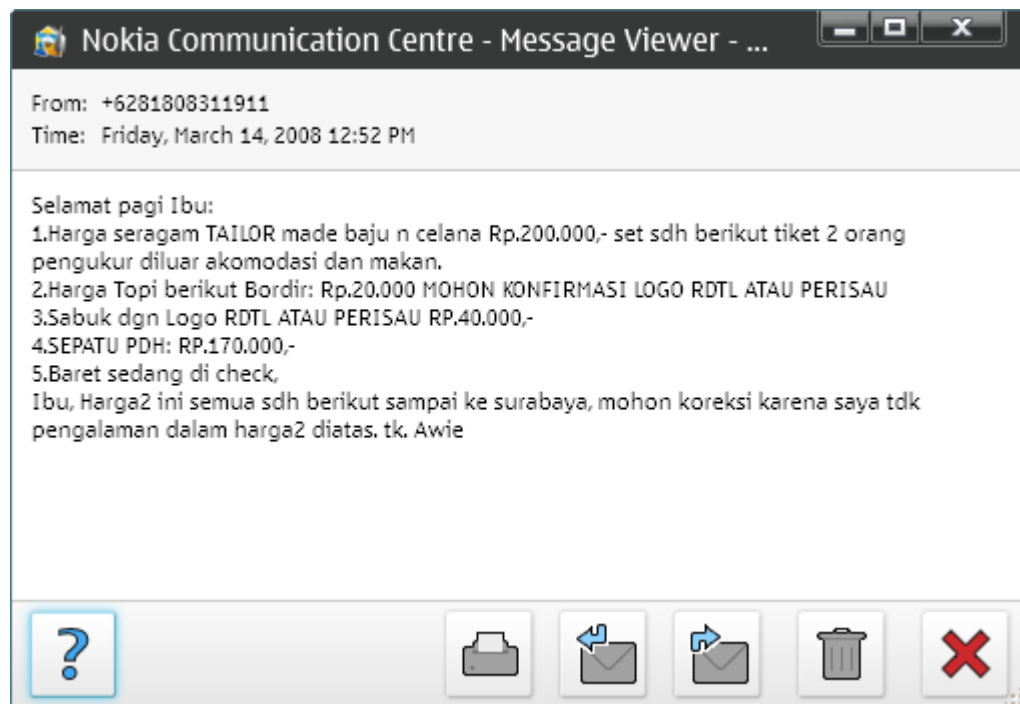 Nokia Communication Centre - Message Viewer - ...
From: +6281808311911
Time: Friday, March 14, 2008 12:52 PM
Selamat pagi Ibu:
1.Harga seragam TAILOR made baju n celana Rp.200.000,- set sdh berikut tiket 2 orang
pengukur diluar akomodasi dan makan.
2.Harga Topi berikut Bordir: Rp.20.000 MOHON KONFIRMASI LOGO RDTL ATAU PERISAU
3.Sabuk dgn Logo RDTL ATAU PERISAU RP.40.000,-
4.SEPATU PDH: RP.170.000,-
5.Baret sedang di check,
Ibu, Harga2 ini semua sdh berikut sampai ke surabaya, mohon koreksi karena saya tdk
pengalaman dalam harga2 diatas. tk. Awie